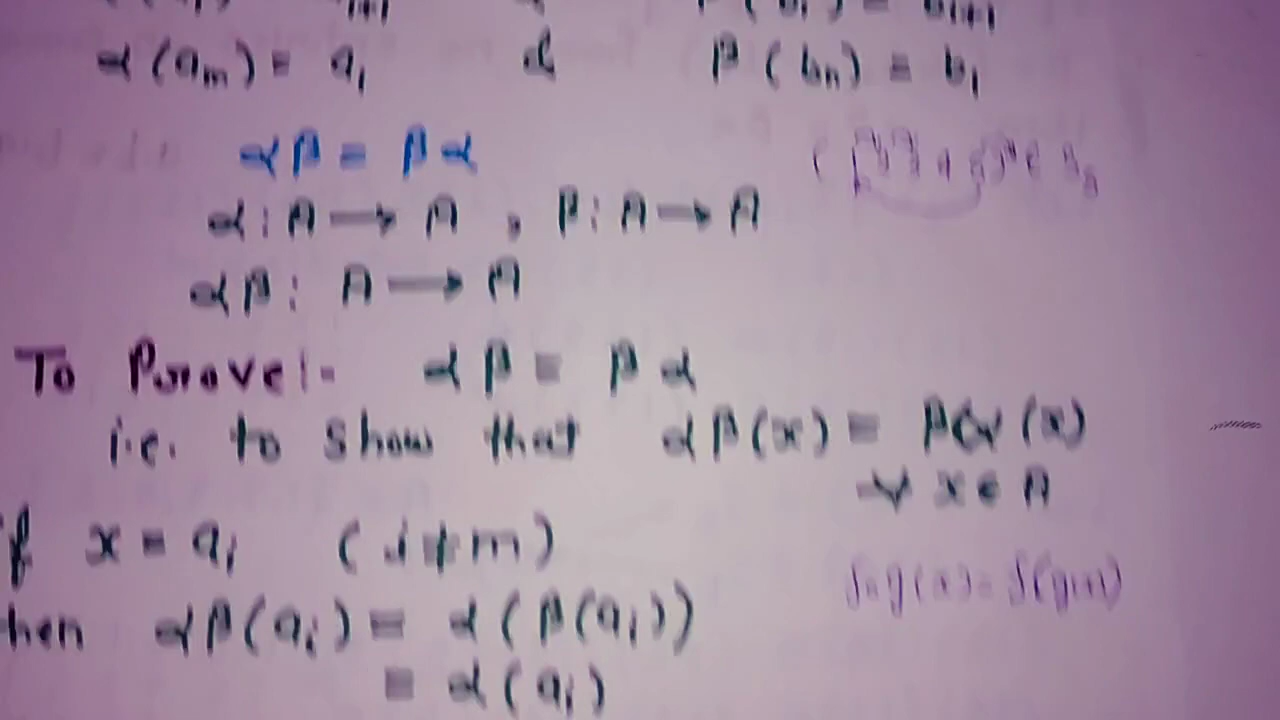 α(aₘ) = a₁ & β(bₙ) = b₁
αβ = βα
α : A → A , β : A → A
αβ : A → A
To Prove:- αβ = βα
i.e. to show that αβ(x) = βα(x)
∀ x ∈ A
if x = aᵢ (i ≠ m)
then αβ(aᵢ) = α(β(aᵢ))
= α(aᵢ)
fog(x) = f(g(x))